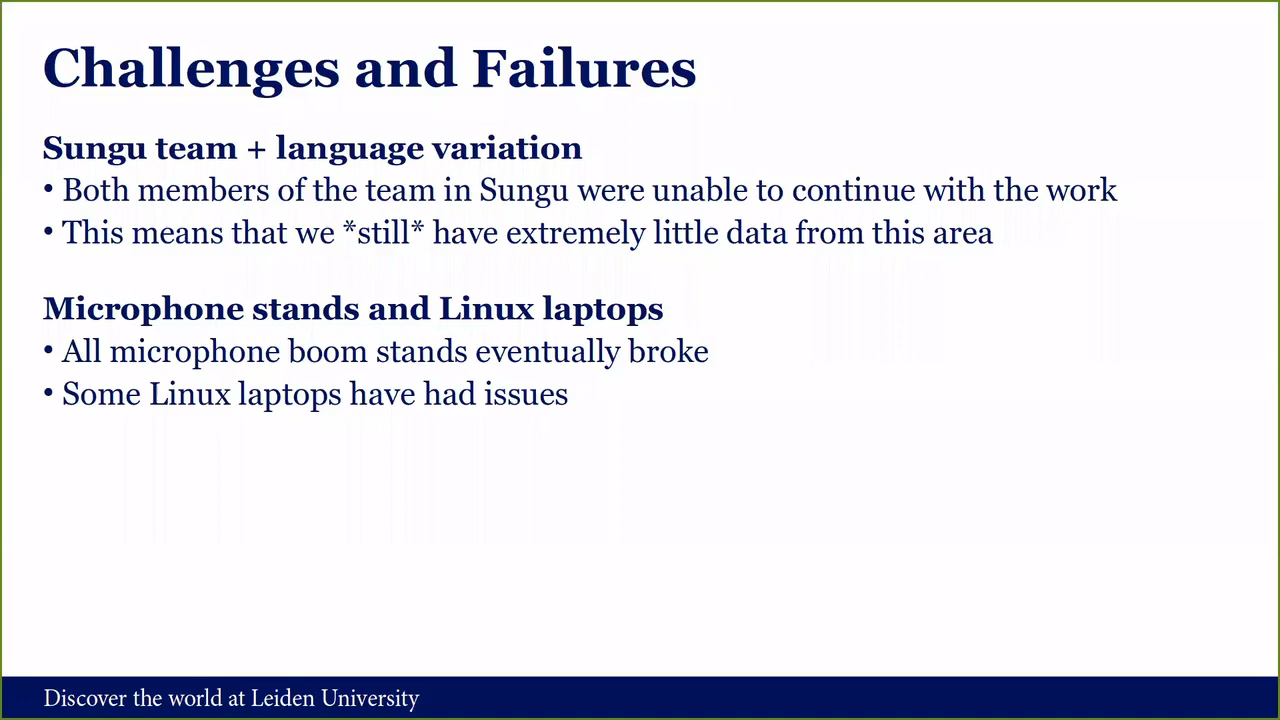 Challenges and Failures
Sungu team + language variation
• Both members of the team in Sungu were unable to continue with the work
• This means that we *still* have extremely little data from this area
Microphone stands and Linux laptops
• All microphone boom stands eventually broke
• Some Linux laptops have had issues
Discover the world at Leiden University